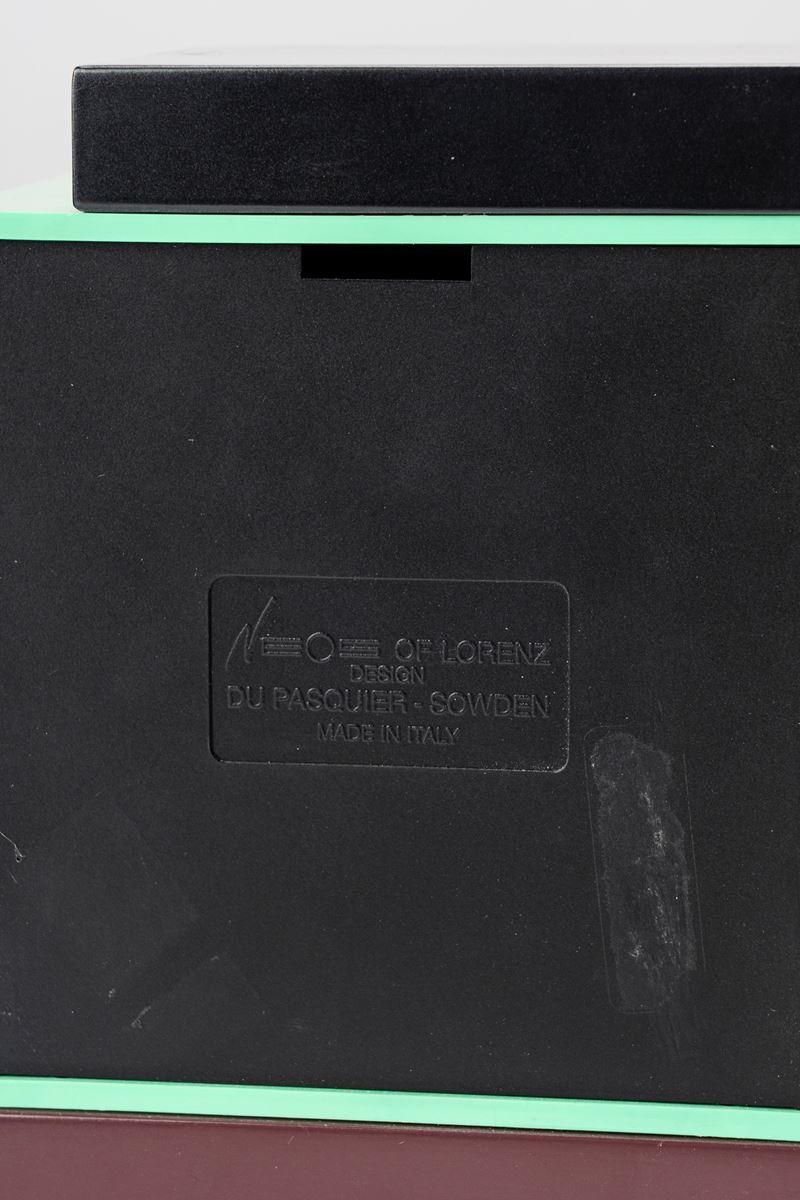 NEOS OF LORENZ
DESIGN
DU PASQUIER - SOWDEN
MADE IN ITALY